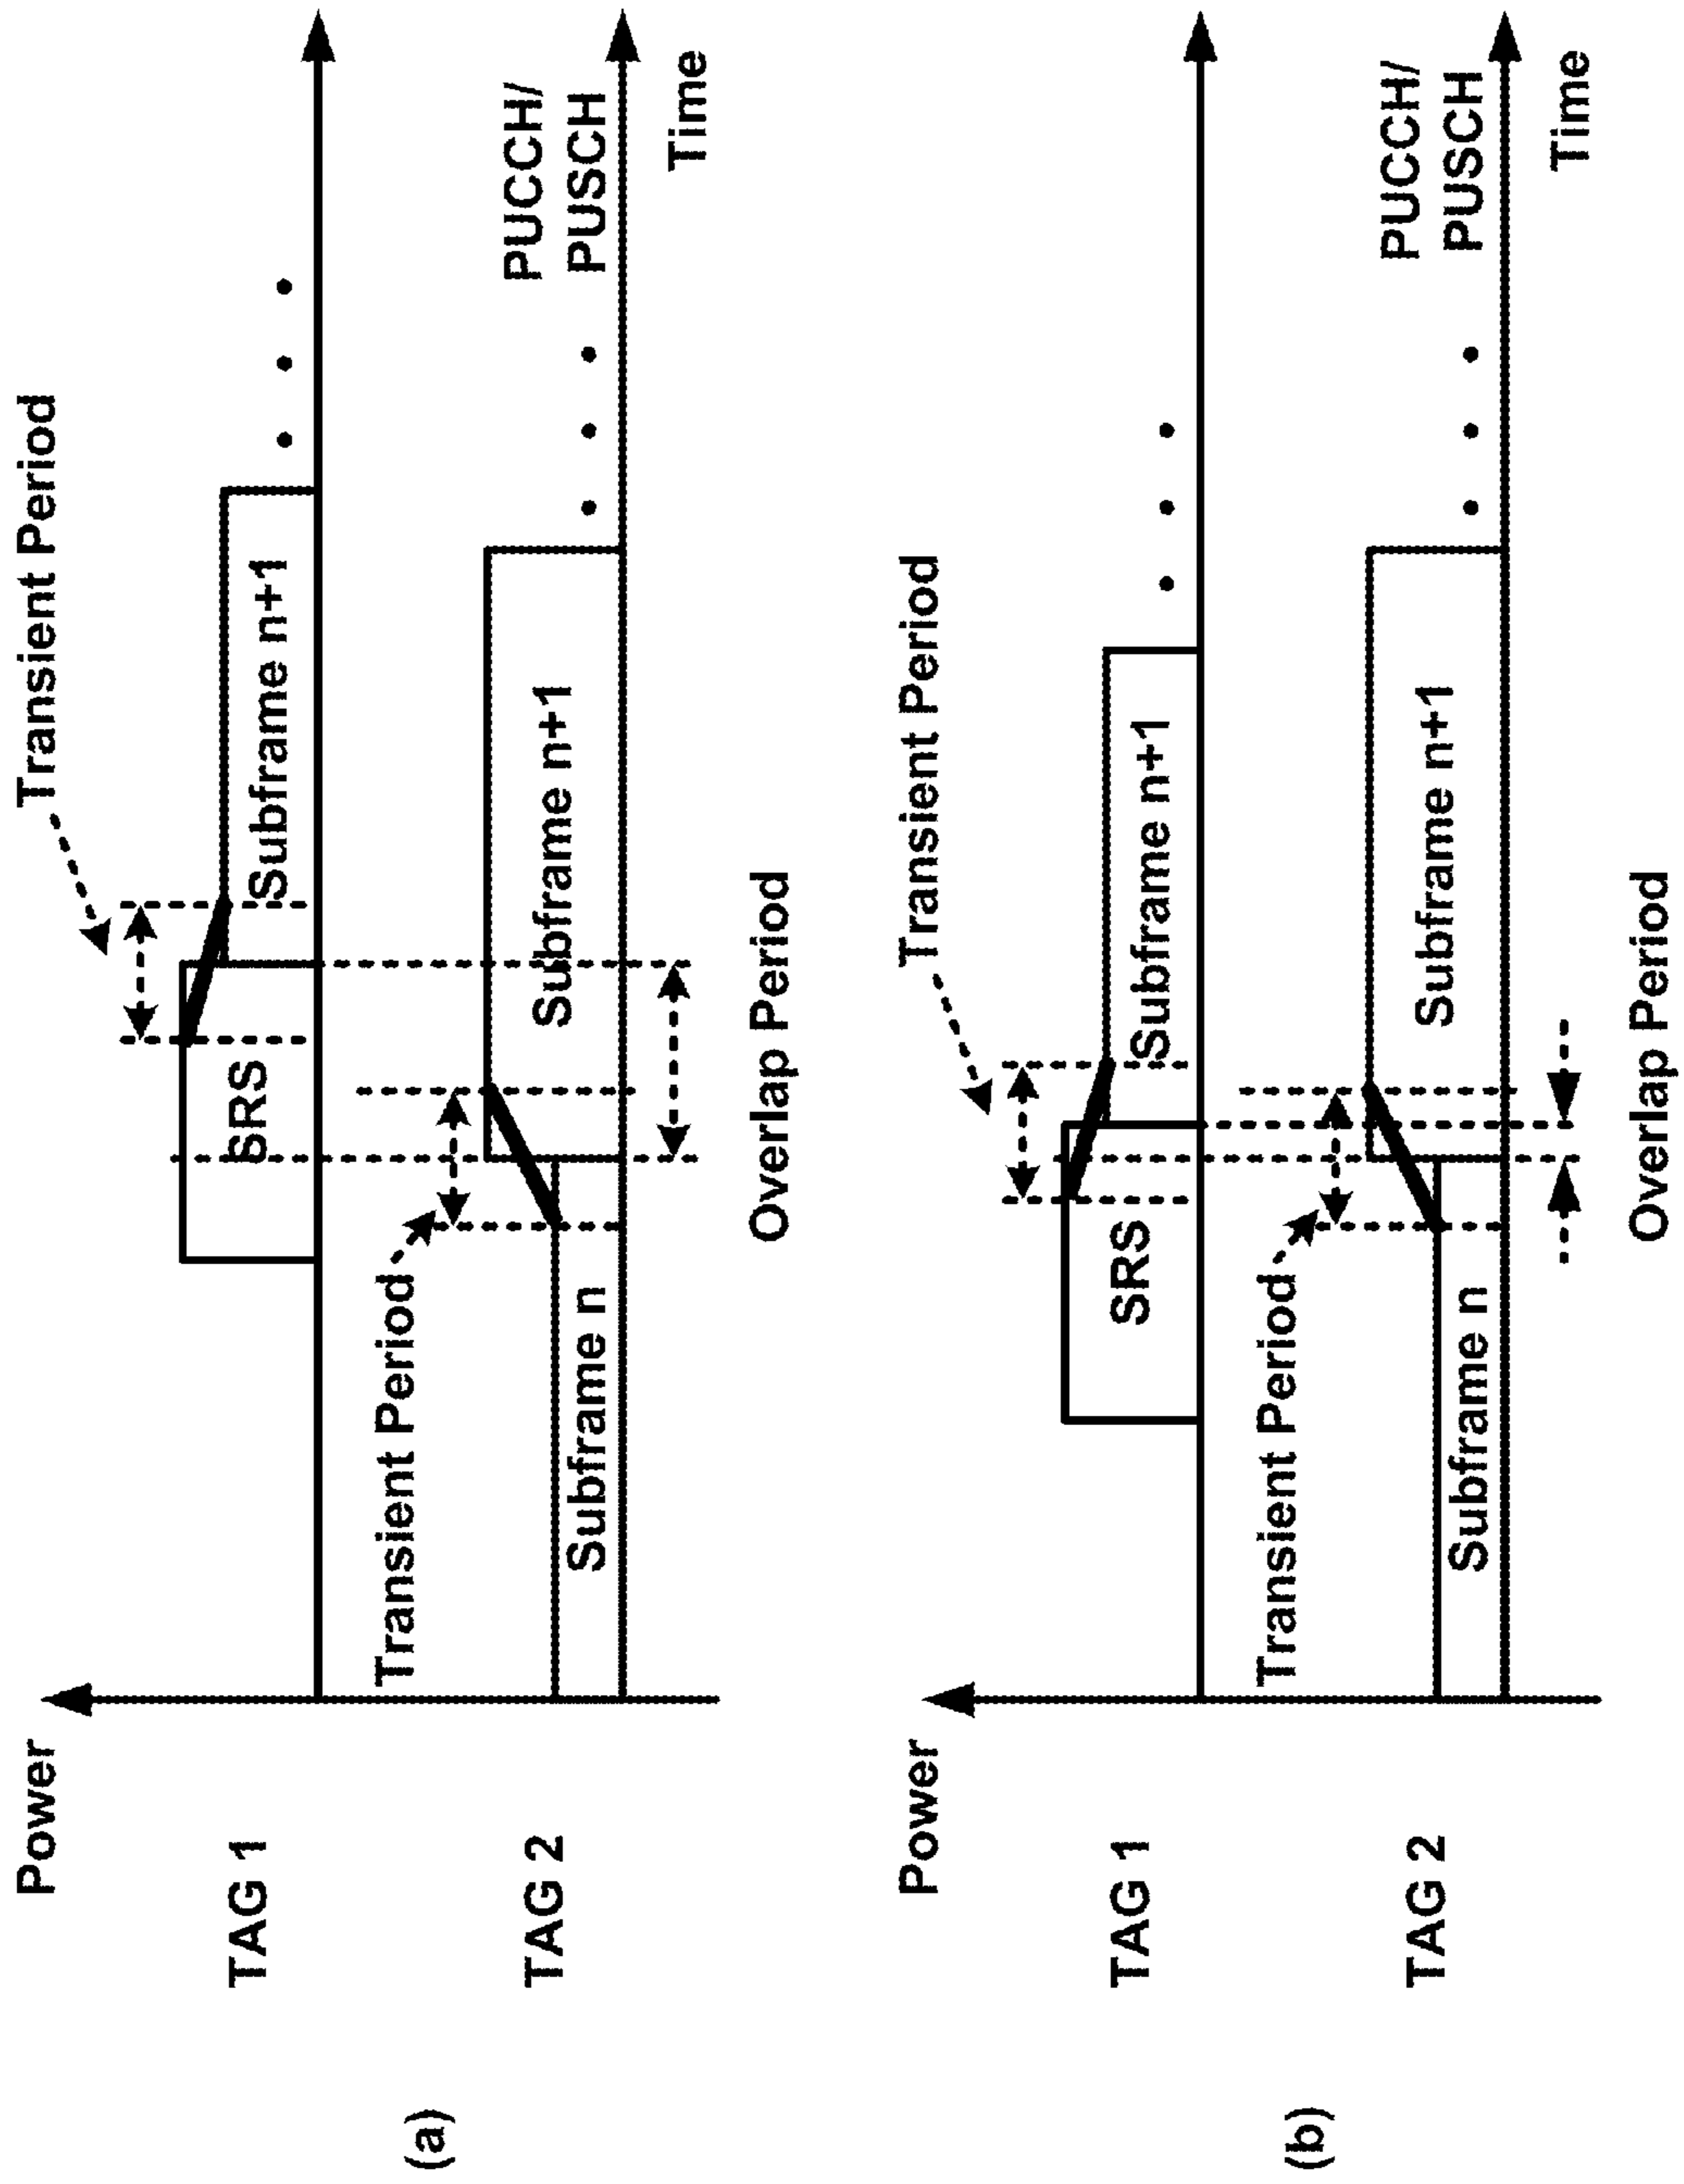 Power
Transient Period
TAG 1
SRS
Subframe n+1
Transient Period
PUCCH/
PUSCH
TAG 2
Subframe n
Subframe n+1
Time
Overlap Period
(a)
Power
Transient Period
TAG 1
SRS
Subframe n+1
Transient Period
PUCCH/
PUSCH
TAG 2
Subframe n
Subframe n+1
Time
Overlap Period
(b)